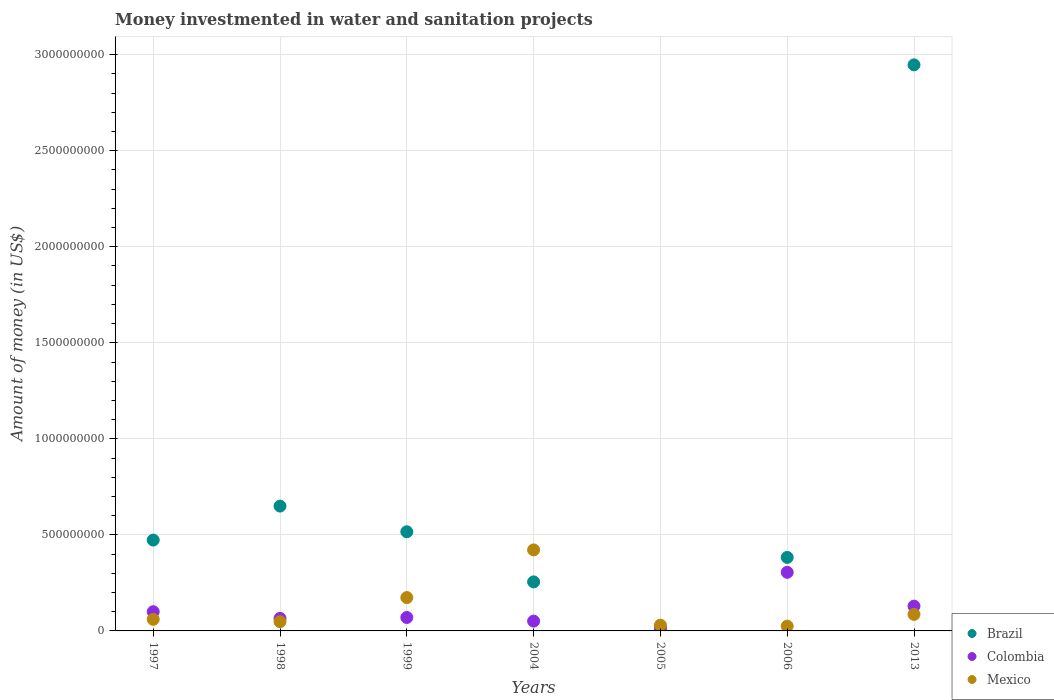 Money investmented in water and sanitation projects
Amount of money (in US$)
3000000000
2500000000
2000000000
1500000000
1000000000
500000000
0
1997
1998
1999
2004
2005
2006
2013
Years
Brazil
Colombia
Mexico